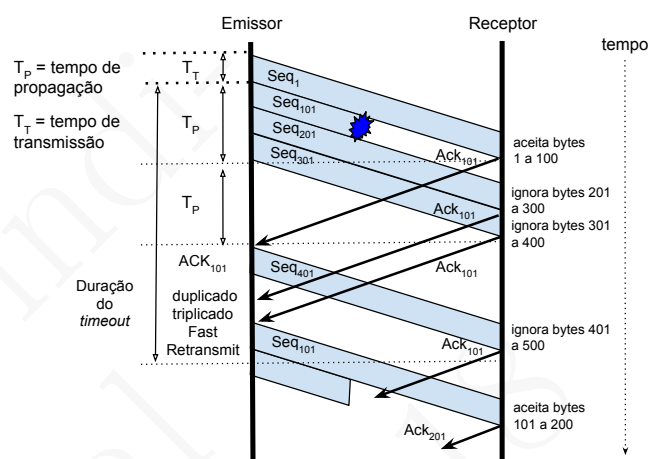 Emissor
Receptor
tempo
T_P = tempo de
propagação
T_T = tempo de
transmissão
T_T
T_P
T_P
Seq_1
Seq_101
Seq_201
Seq_301
Ack_101
aceita bytes
1 a 100
ignora bytes 201
a 300
Ack_101
ignora bytes 301
a 400
ACK_101
Seq_401
Ack_101
Duração
do
timeout
duplicado
triplicado
Fast
Retransmit
Seq_101
Ack_101
ignora bytes 401
a 500
aceita bytes
101 a 200
Ack_201